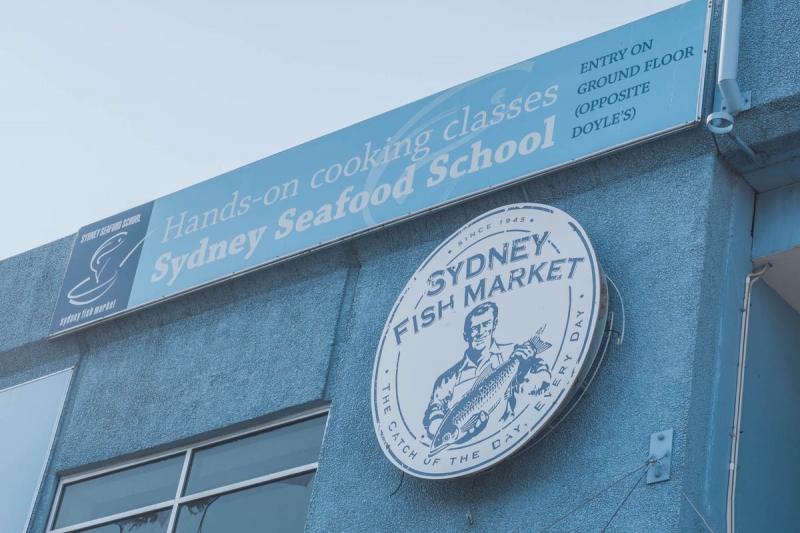 Hands-on cooking classes
Sydney Seafood School
ENTRY ON
GROUND FLOOR
(OPPOSITE
DOYLE'S)
SYDNEY SEAFOOD SCHOOL
sydney fish market
• SINCE 1945 •
SYDNEY
FISH MARKET
• THE CATCH OF THE DAY, EVERY DAY •